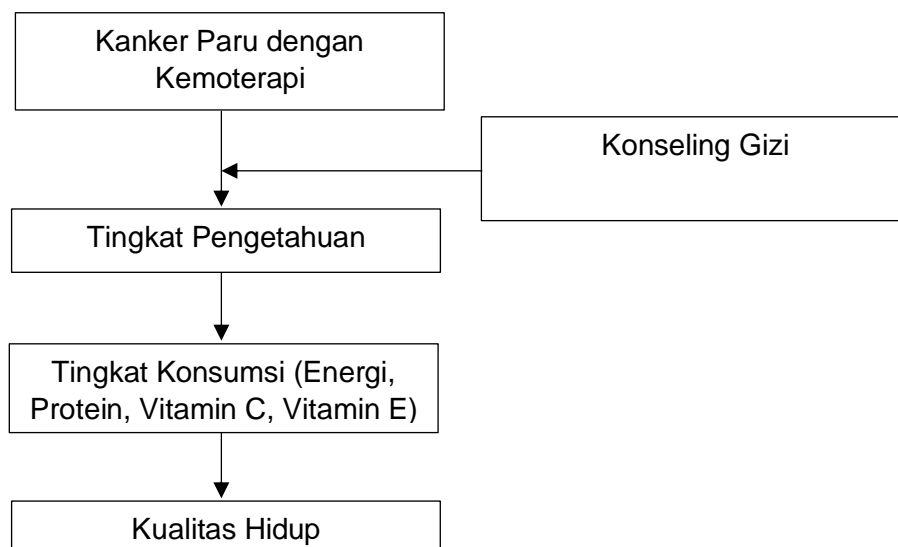 Kanker Paru dengan
Kemoterapi
Konseling Gizi
Tingkat Pengetahuan
Tingkat Konsumsi (Energi,
Protein, Vitamin C, Vitamin E)
Kualitas Hidup